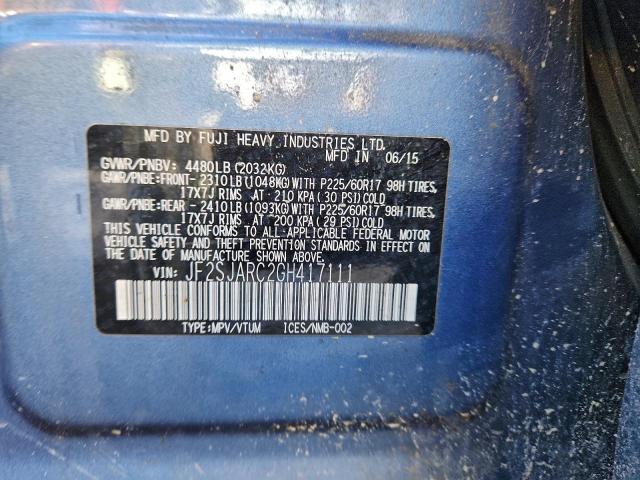 MFD BY FUJI HEAVY INDUSTRIES LTD.
MFD IN 06/15
GVWR/PNBV: 4480LB (2032KG)
GAWR/PNBE:FRONT-2310LB(1048KG)WITH P225/60R17 98H TIRES,
17X7J RIMS AT 210 KPA (30 PSI)COLD
GAWR/PNBE:REAR -2410LB(1093KG)WITH P225/60R17 98H TIRES,
17X7J RIMS AT 200 KPA (29 PSI)COLD
THIS VEHICLE CONFORMS TO ALL APPLICABLE FEDERAL MOTOR
VEHICLE SAFETY AND THEFT PREVENTION STANDARDS IN EFFECT ON
THE DATE OF MANUFACTURE SHOWN ABOVE.
VIN: JF2SJARC2GH417111
TYPE:MPV/VTUM ICES/NMB-002